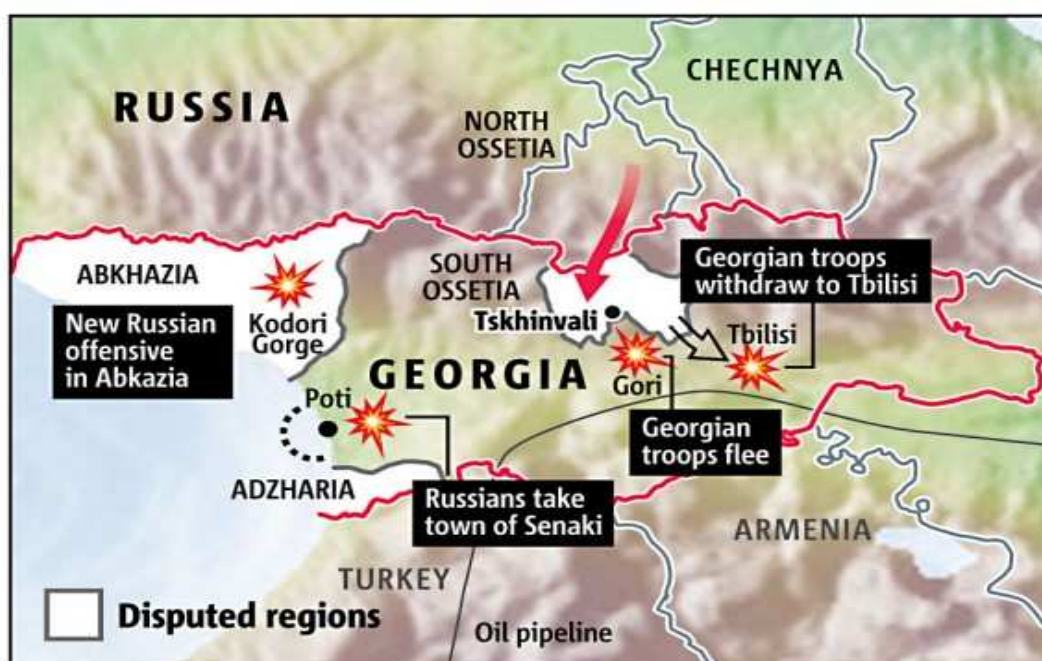 CHECHNYA
RUSSIA
NORTH
OSSETIA
ABKHAZIA
SOUTH
OSSETIA
Georgian troops
withdraw to Tbilisi
New Russian
offensive
in Abkazia
Kodori
Gorge
Tskhinvali
Tbilisi
GEORGIA
Gori
Poti
Georgian
troops flee
ADZHARIA
Russians take
town of Senaki
ARMENIA
TURKEY
Disputed regions
Oil pipeline